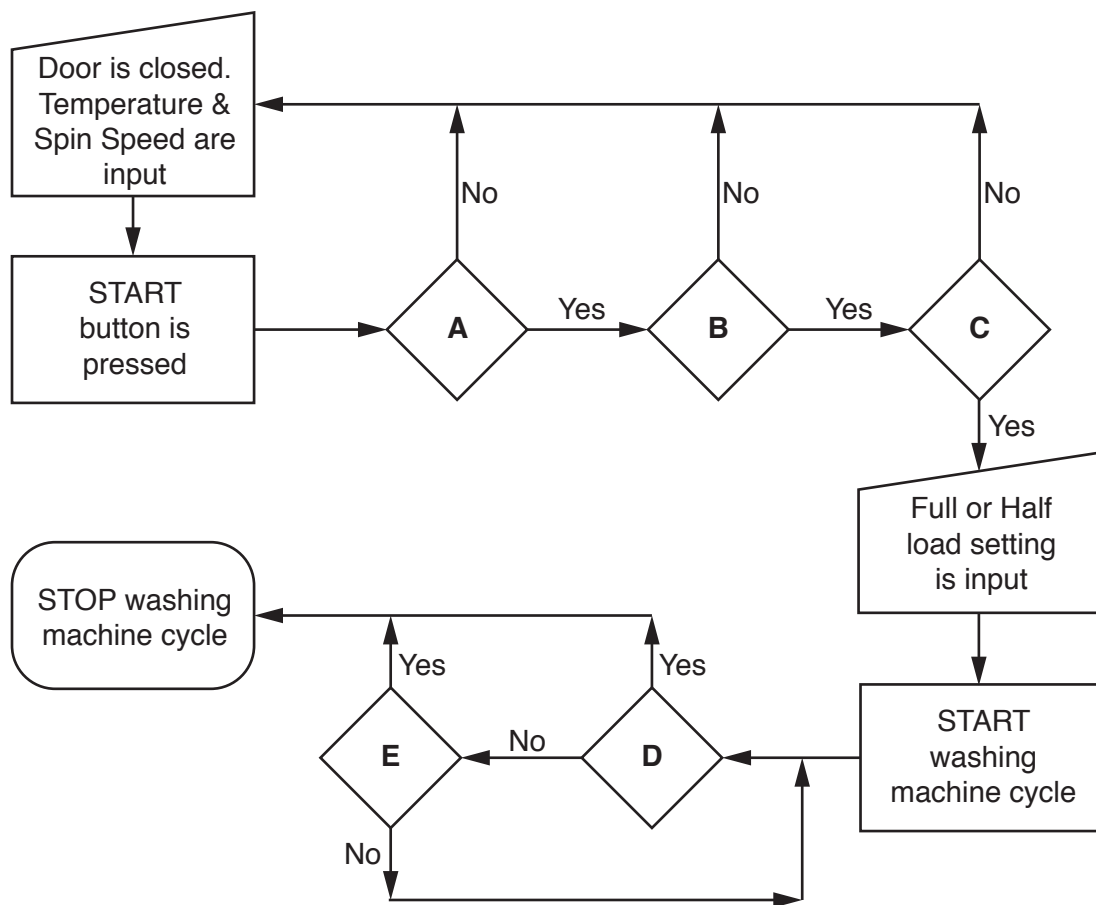 Door is closed.
Temperature &
Spin Speed are
input
No
No
No
START
button is
pressed
A
Yes
B
Yes
C
Yes
Full or Half
load setting
is input
STOP washing
machine cycle
Yes
Yes
E
No
D
START
washing
machine cycle
No